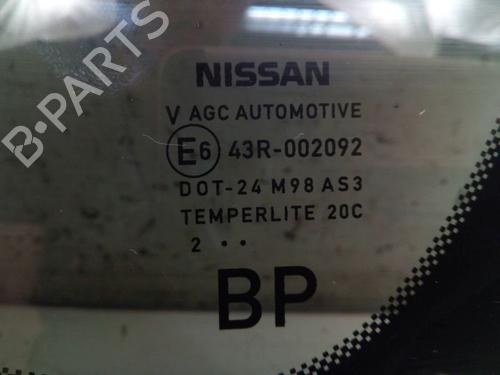 B-PARTS
NISSAN
V AGC AUTOMOTIVE
E6 43R-002092
DOT-24 M98 AS3
TEMPERLITE 20C
2 ••
BP